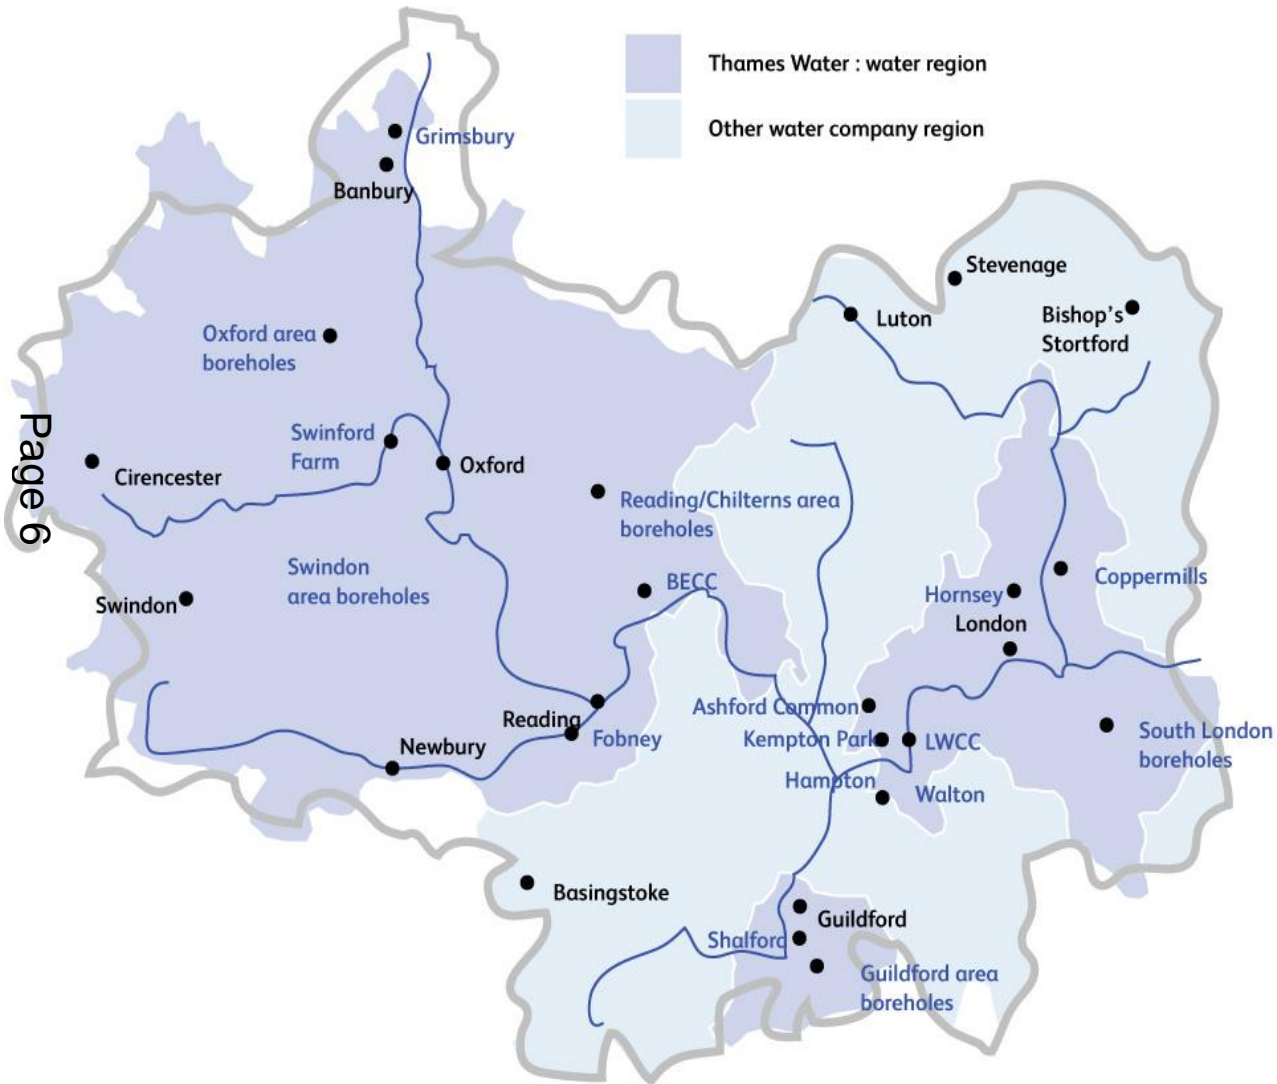 Thames Water : water region
Other water company region
Grimsbury
Banbury
Stevenage
Luton
Bishop's
Stortford
Oxford area
boreholes
Swinford
Farm
Oxford
Cirencester
Page 6
Reading/Chilterns area
boreholes
Swindon
area boreholes
BECC
Swindon
Coppermills
Hornsey
London
Ashford Common
Reading
Fobney
Kempton Park
LWCC
South London
boreholes
Newbury
Hampton
Walton
Basingstoke
Guildford
Shalford
Guildford area
boreholes